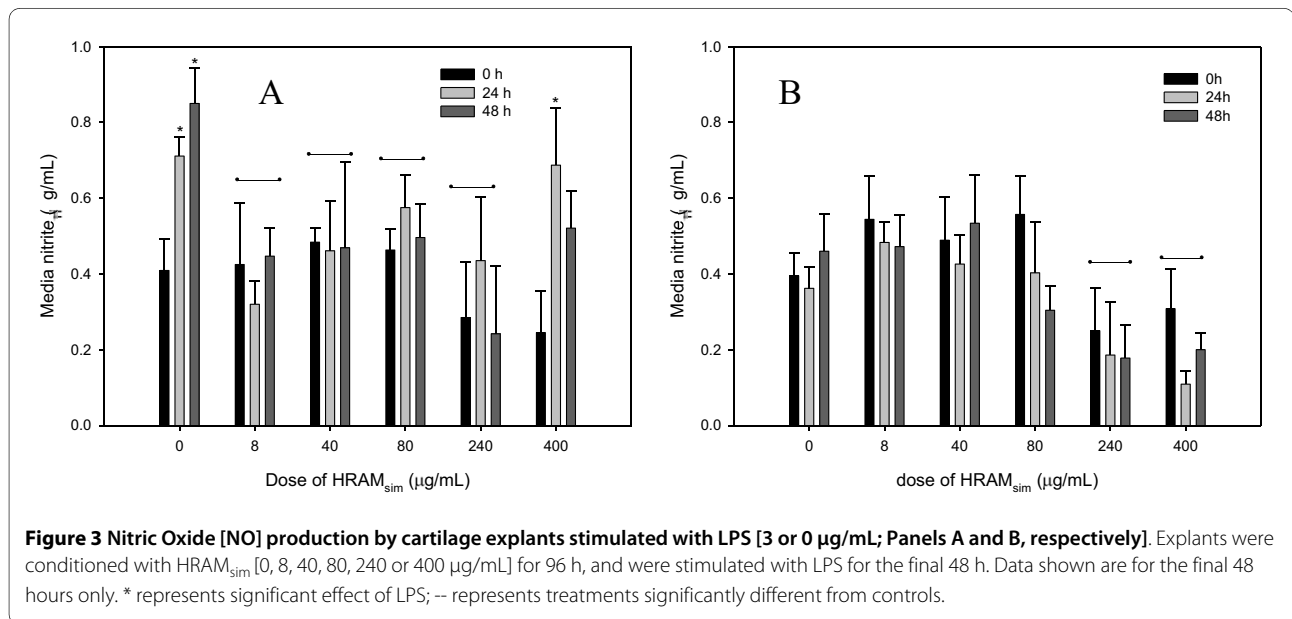 1.0
0.8
0.6
0.4
0.2
0.0
Media nitrite ( g/mL)
A
0 h
24 h
48 h
*
*
*
0 8 40 80 240 400
Dose of HRAMsim (μg/mL)
1.0
0.8
0.6
0.4
0.2
0.0
Media nitrite ( g/mL)
B
0h
24h
48h
0 8 40 80 240 400
dose of HRAMsim (μg/mL)
Figure 3 Nitric Oxide [NO] production by cartilage explants stimulated with LPS [3 or 0 μg/mL; Panels A and B, respectively]. Explants were
conditioned with HRAMsim [0, 8, 40, 80, 240 or 400 μg/mL] for 96 h, and were stimulated with LPS for the final 48 h. Data shown are for the final 48
hours only. * represents significant effect of LPS; -- represents treatments significantly different from controls.